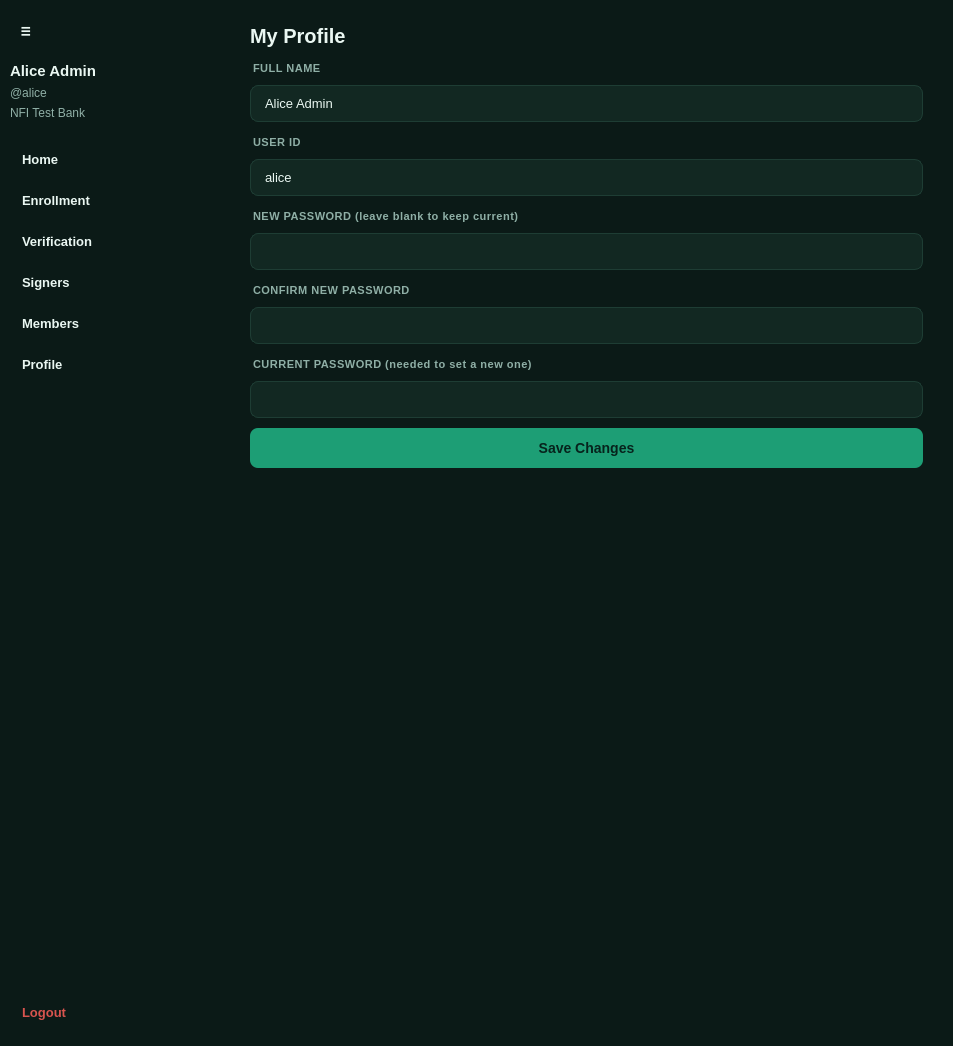 Alice Admin
@alice
NFI Test Bank
Home
Enrollment
Verification
Signers
Members
Profile
Logout
My Profile
FULL NAME
Alice Admin
USER ID
alice
NEW PASSWORD (leave blank to keep current)
CONFIRM NEW PASSWORD
CURRENT PASSWORD (needed to set a new one)
Save Changes